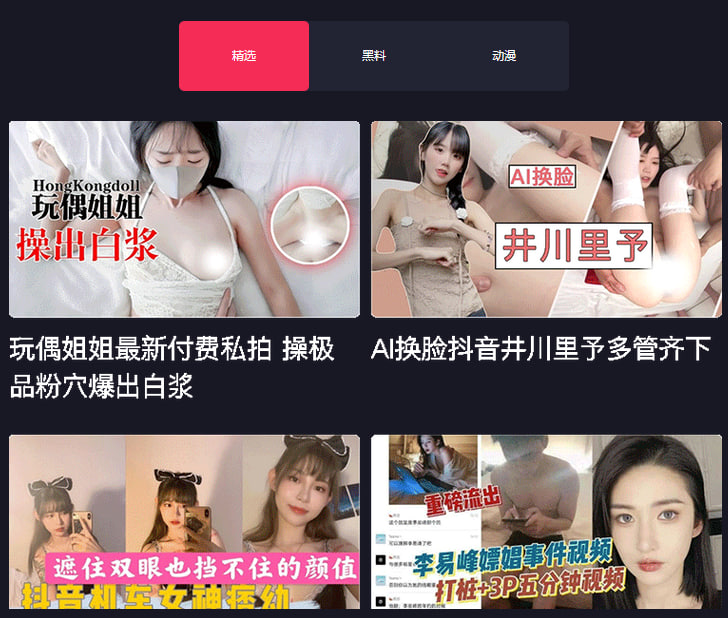 精选 黑料 动漫
HongKongdoll
玩偶姐姐
操出白浆
AI换脸
井川里予
玩偶姐姐最新付费私拍 操极
品粉穴爆出白浆
AI换脸抖音井川里予多管齐下
遮住双眼也挡不住的颜值
抖音机车女神痞幼
重磅流出
李易峰嫖娼事件视频
打桩+3P五分钟视频